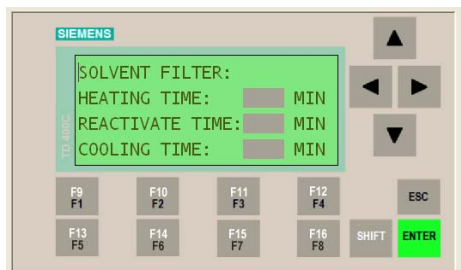 SIEMENS
TD 400C
SOLVENT FILTER:
HEATING TIME: MIN
REACTIVATE TIME: MIN
COOLING TIME: MIN
F9 F10 F11 F12
F1 F2 F3 F4 ESC
F13 F14 F15 F16
F5 F6 F7 F8 SHIFT ENTER